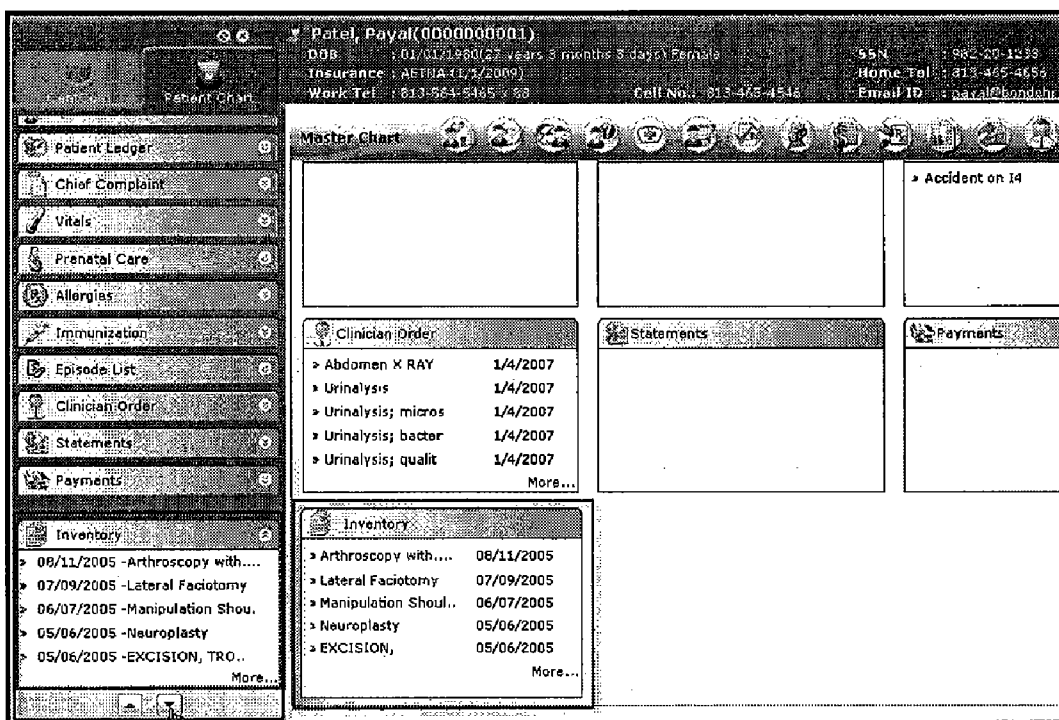 Patel, Payal(0000000001)
DOB : 01/01/1980(27 years 3 months 3 days) Female
SSN : 982-20-1238
Insurance : AETNA (1/1/2009)
Home Tel : 813-465-4656
Work Tel : 813-564-5465 x 88
Cell No. : 813-465-4546
Email ID :
Patient Chart
Master Chart
Patient Ledger
Chief Complaint
Vitals
Prenatal Care
Allergies
Immunization
Episode List
Clinician Order
Statements
Payments
Inventory
» 08/11/2005 -Arthroscopy with....
» 07/09/2005 -Lateral Faciotomy
» 06/07/2005 -Manipulation Shou.
» 05/06/2005 -Neuroplasty
» 05/06/2005 -EXCISION, TRO..
More...
» Accident on I4
Clinician Order
» Abdomen X RAY 1/4/2007
» Urinalysis 1/4/2007
» Urinalysis; micros 1/4/2007
» Urinalysis; bacter 1/4/2007
» Urinalysis; qualit 1/4/2007
More...
Statements
Payments
Inventory
» Arthroscopy with.... 08/11/2005
» Lateral Faciotomy 07/09/2005
» Manipulation Shoul.. 06/07/2005
» Neuroplasty 05/06/2005
» EXCISION, 05/06/2005
More...